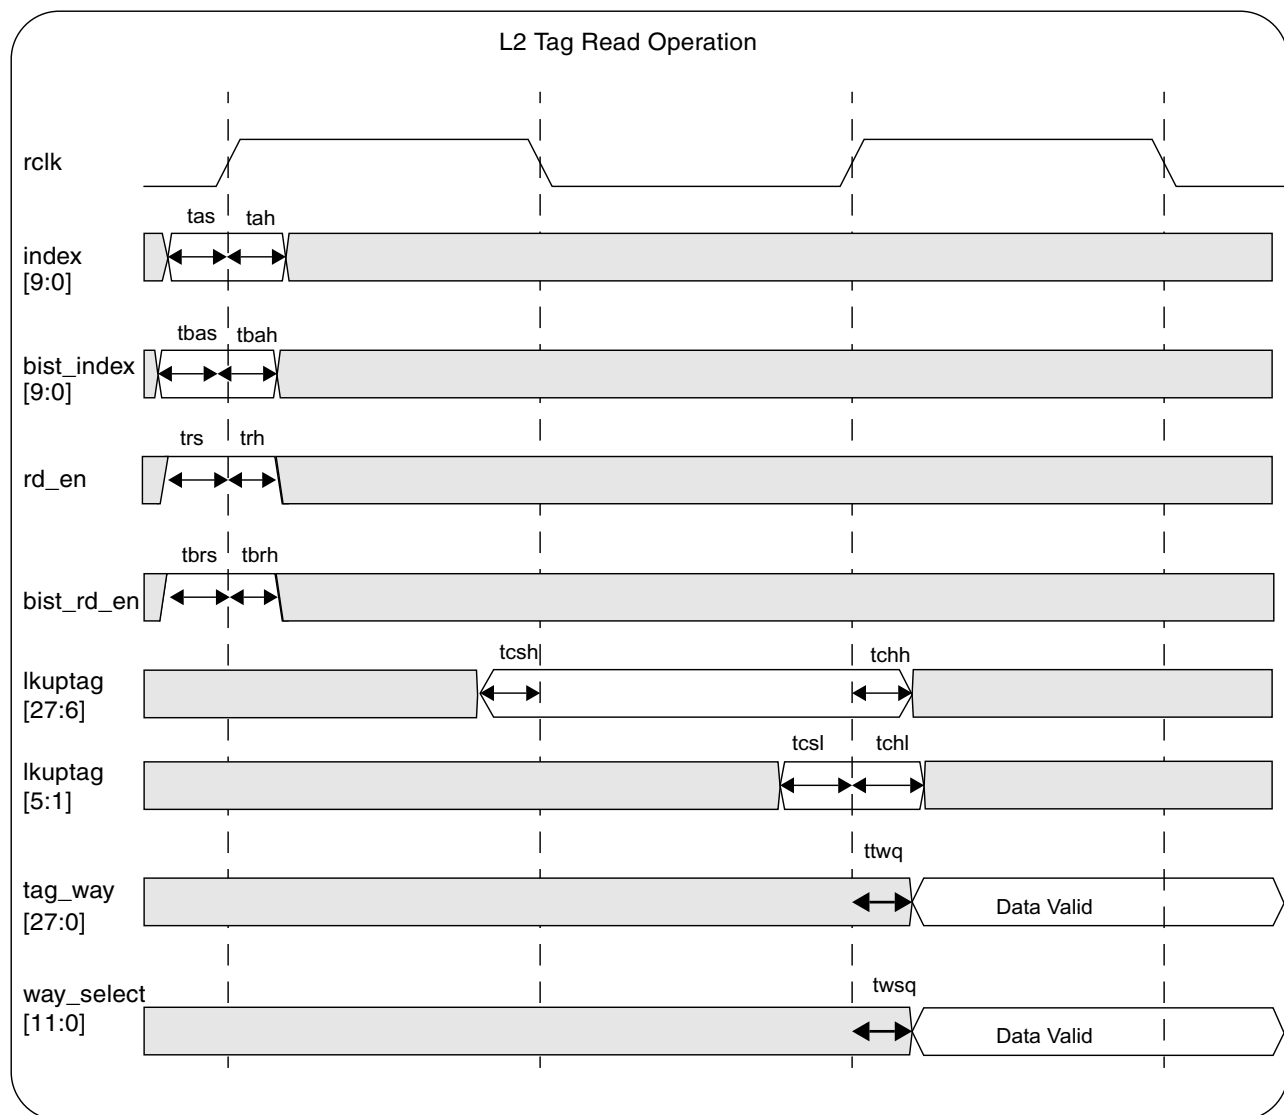 L2 Tag Read Operation
rclk
tas tah
index
[9:0]
tbas tbah
bist_index
[9:0]
trs trh
rd_en
tbrs tbrh
bist_rd_en
tcsh tchh
lkuptag
[27:6]
tcsl tchl
lkuptag
[5:1]
ttwq
tag_way
[27:0]
Data Valid
twsq
way_select
[11:0]
Data Valid